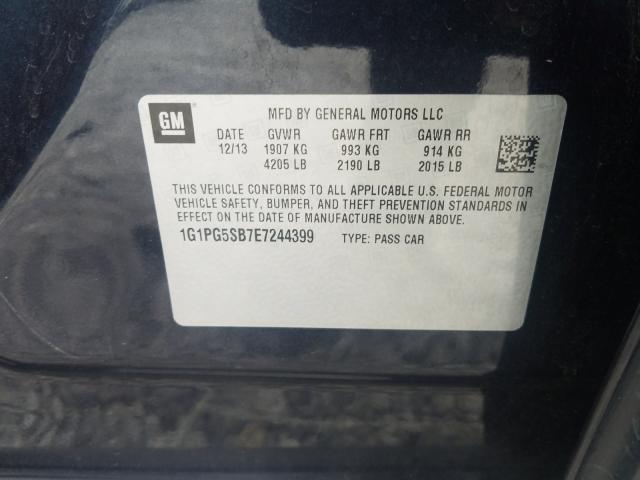 GM
MFD BY GENERAL MOTORS LLC
DATE GVWR GAWR FRT GAWR RR
12/13 1907 KG 993 KG 914 KG
4205 LB 2190 LB 2015 LB
THIS VEHICLE CONFORMS TO ALL APPLICABLE U.S. FEDERAL MOTOR
VEHICLE SAFETY, BUMPER, AND THEFT PREVENTION STANDARDS IN
EFFECT ON THE DATE OF MANUFACTURE SHOWN ABOVE.
1G1PG5SB7E7244399 TYPE: PASS CAR